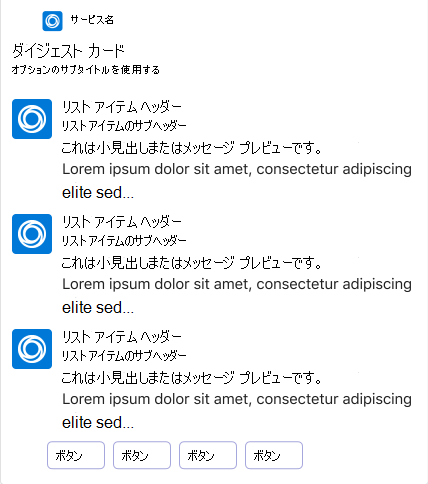 サービス名
ダイジェスト カード
オプションのサブタイトルを使用する
リスト アイテム ヘッダー
リスト アイテムのサブヘッダー
これは小見出しまたはメッセージ プレビューです。
Lorem ipsum dolor sit amet, consectetur adipiscing
elite sed...
リスト アイテム ヘッダー
リスト アイテムのサブヘッダー
これは小見出しまたはメッセージ プレビューです。
Lorem ipsum dolor sit amet, consectetur adipiscing
elite sed...
リスト アイテム ヘッダー
リスト アイテムのサブヘッダー
これは小見出しまたはメッセージ プレビューです。
Lorem ipsum dolor sit amet, consectetur adipiscing
elite sed...
ボタン ボタン ボタン ボタン